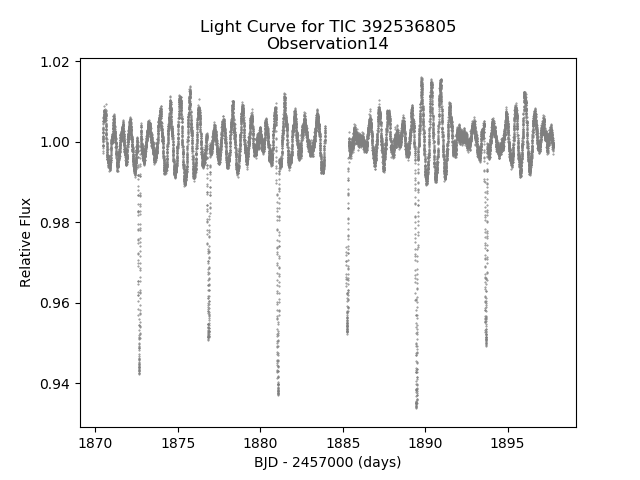 Light Curve for TIC 392536805
Observation14
1.02
1.00
0.98
0.96
0.94
Relative Flux
1870
1875
1880
1885
1890
1895
BJD - 2457000 (days)